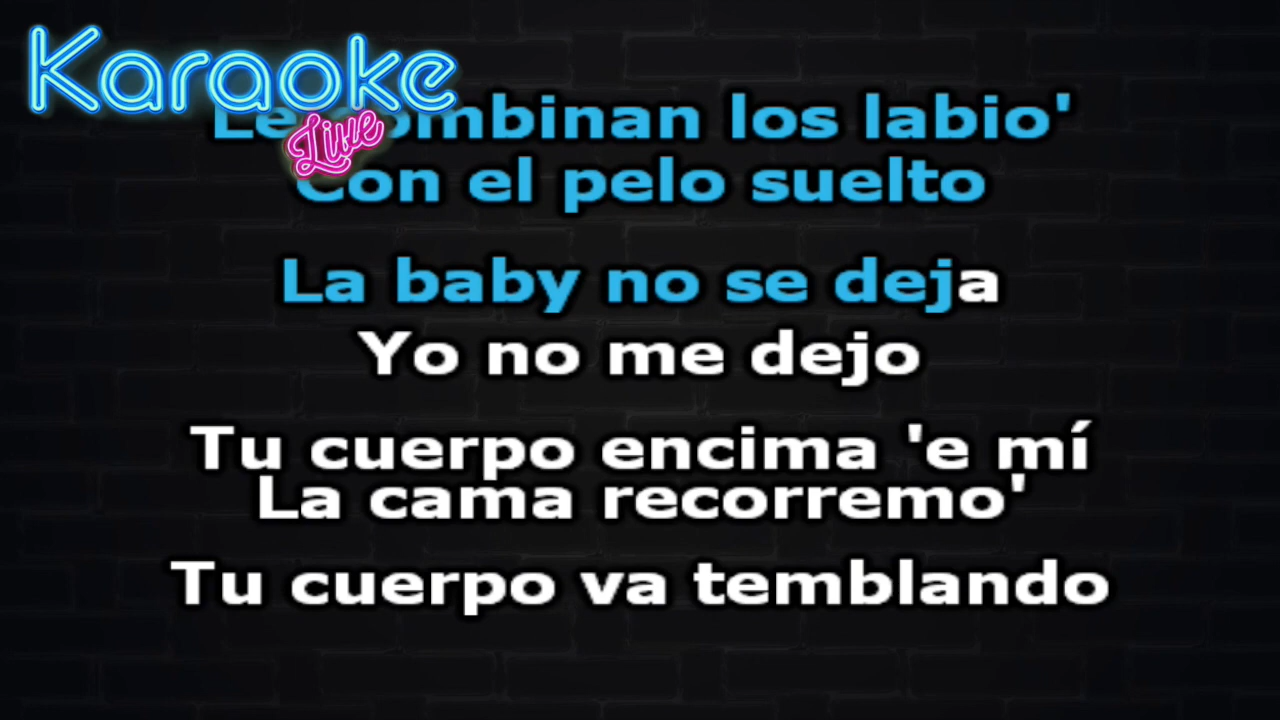 Karaoke
Live
Le combinan los labio'
Con el pelo suelto
La baby no se deja
Yo no me dejo
Tu cuerpo encima 'e mí
La cama recorremo'
Tu cuerpo va temblando